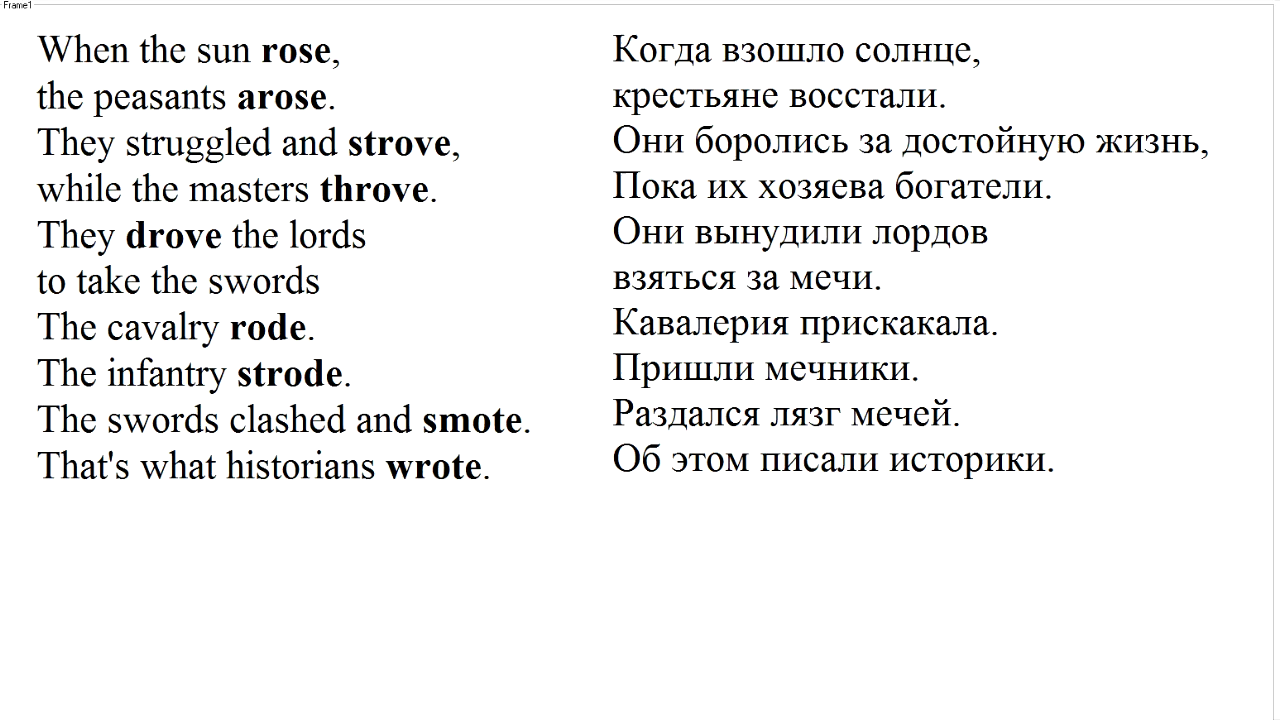 Frame1
When the sun rose,
the peasants arose.
They struggled and strove,
while the masters throve.
They drove the lords
to take the swords
The cavalry rode.
The infantry strode.
The swords clashed and smote.
That's what historians wrote.
Когда взошло солнце,
крестьяне восстали.
Они боролись за достойную жизнь,
Пока их хозяева богатели.
Они вынудили лордов
взяться за мечи.
Кавалерия прискакала.
Пришли мечники.
Раздался лязг мечей.
Об этом писали историки.